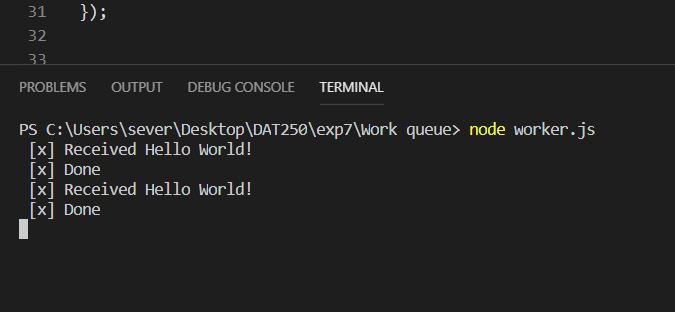 31 });
32
33
PROBLEMS OUTPUT DEBUG CONSOLE TERMINAL
PS C:\Users\sever\Desktop\DAT250\exp7\Work queue> node worker.js
[x] Received Hello World!
[x] Done
[x] Received Hello World!
[x] Done